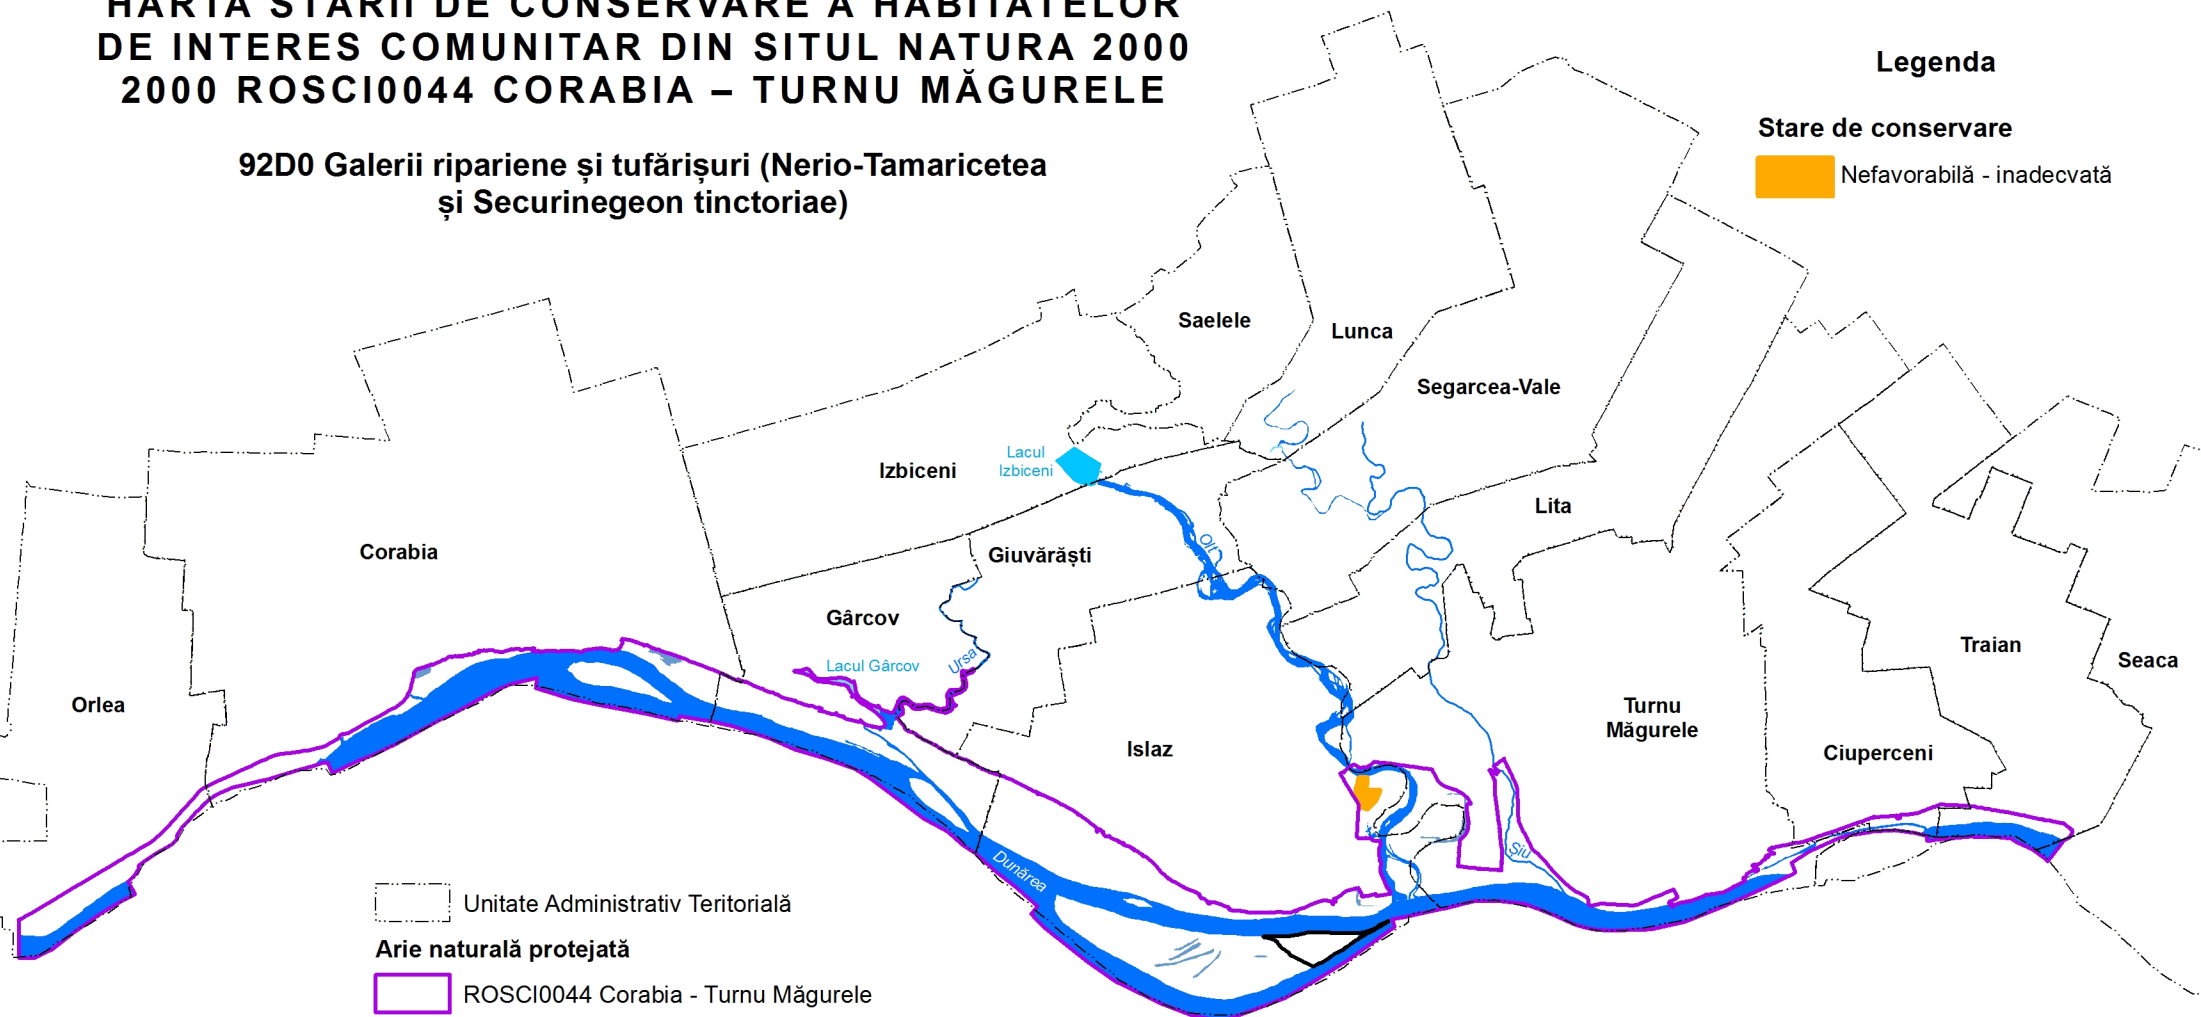 HARTA STĂRII DE CONSERVARE A HABITATELOR
DE INTERES COMUNITAR DIN SITUL NATURA 2000
2000 ROSCI0044 CORABIA – TURNU MĂGURELE
92D0 Galerii ripariene și tufărișuri (Nerio-Tamaricetea
și Securinegeon tinctoriae)
Legenda
Stare de conservare
Nefavorabilă - inadecvată
Saelele
Lunca
Segarcea-Vale
Lacul
Izbiceni
Izbiceni
Lita
Corabia
Olt
Giuvărăști
Gârcov
Lacul Gârcov
Ursa
Traian
Seaca
Orlea
Turnu
Măgurele
Islaz
Ciuperceni
Șiu
Dunărea
Unitate Administrativ Teritorială
Arie naturală protejată
ROSCI0044 Corabia - Turnu Măgurele